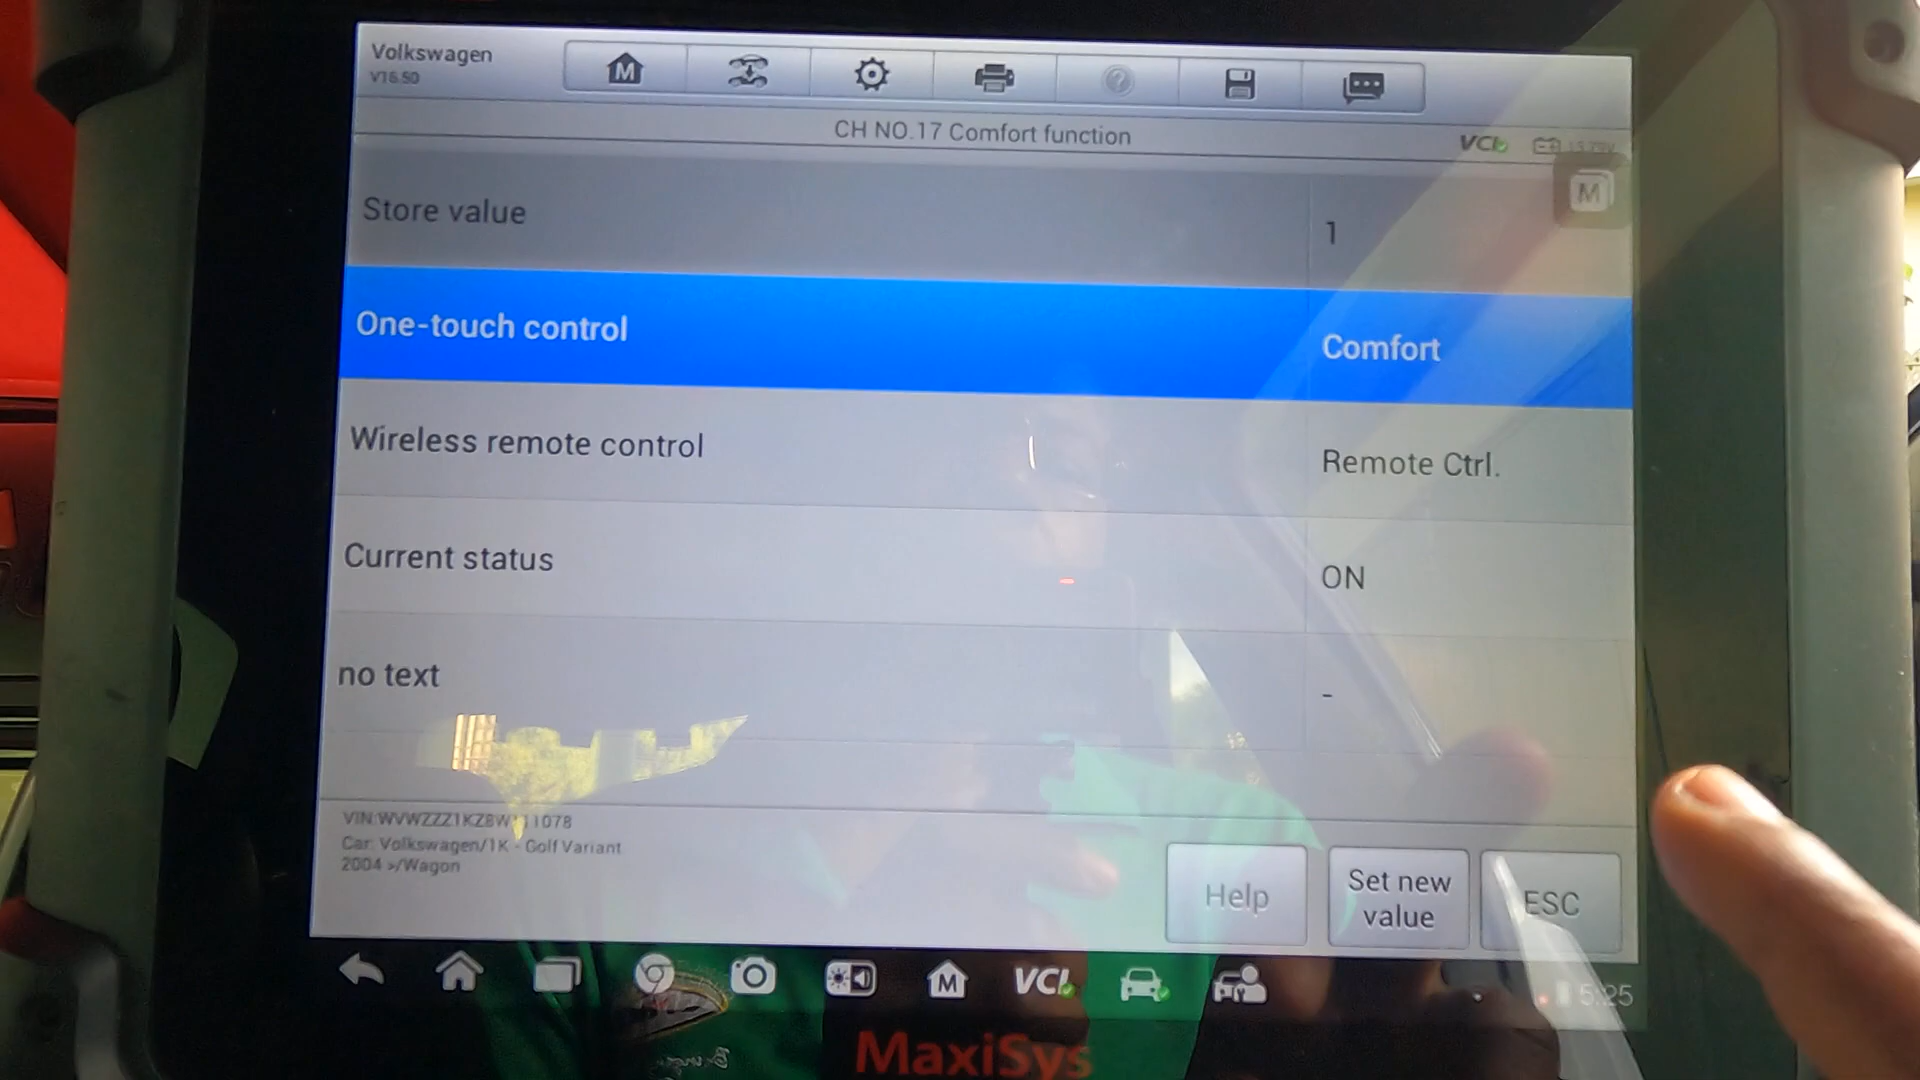 Volkswagen
V16.50
M
CH NO.17 Comfort function
VCI
M
Store value
1
One-touch control
Comfort
Wireless remote control
Remote Ctrl.
Current status
ON
no text
-
Car: Volkswagen/1K - Golf Variant
2004 >/Wagon
Help
Set new
value
ESC
M
VCI
5:25
MaxiSys